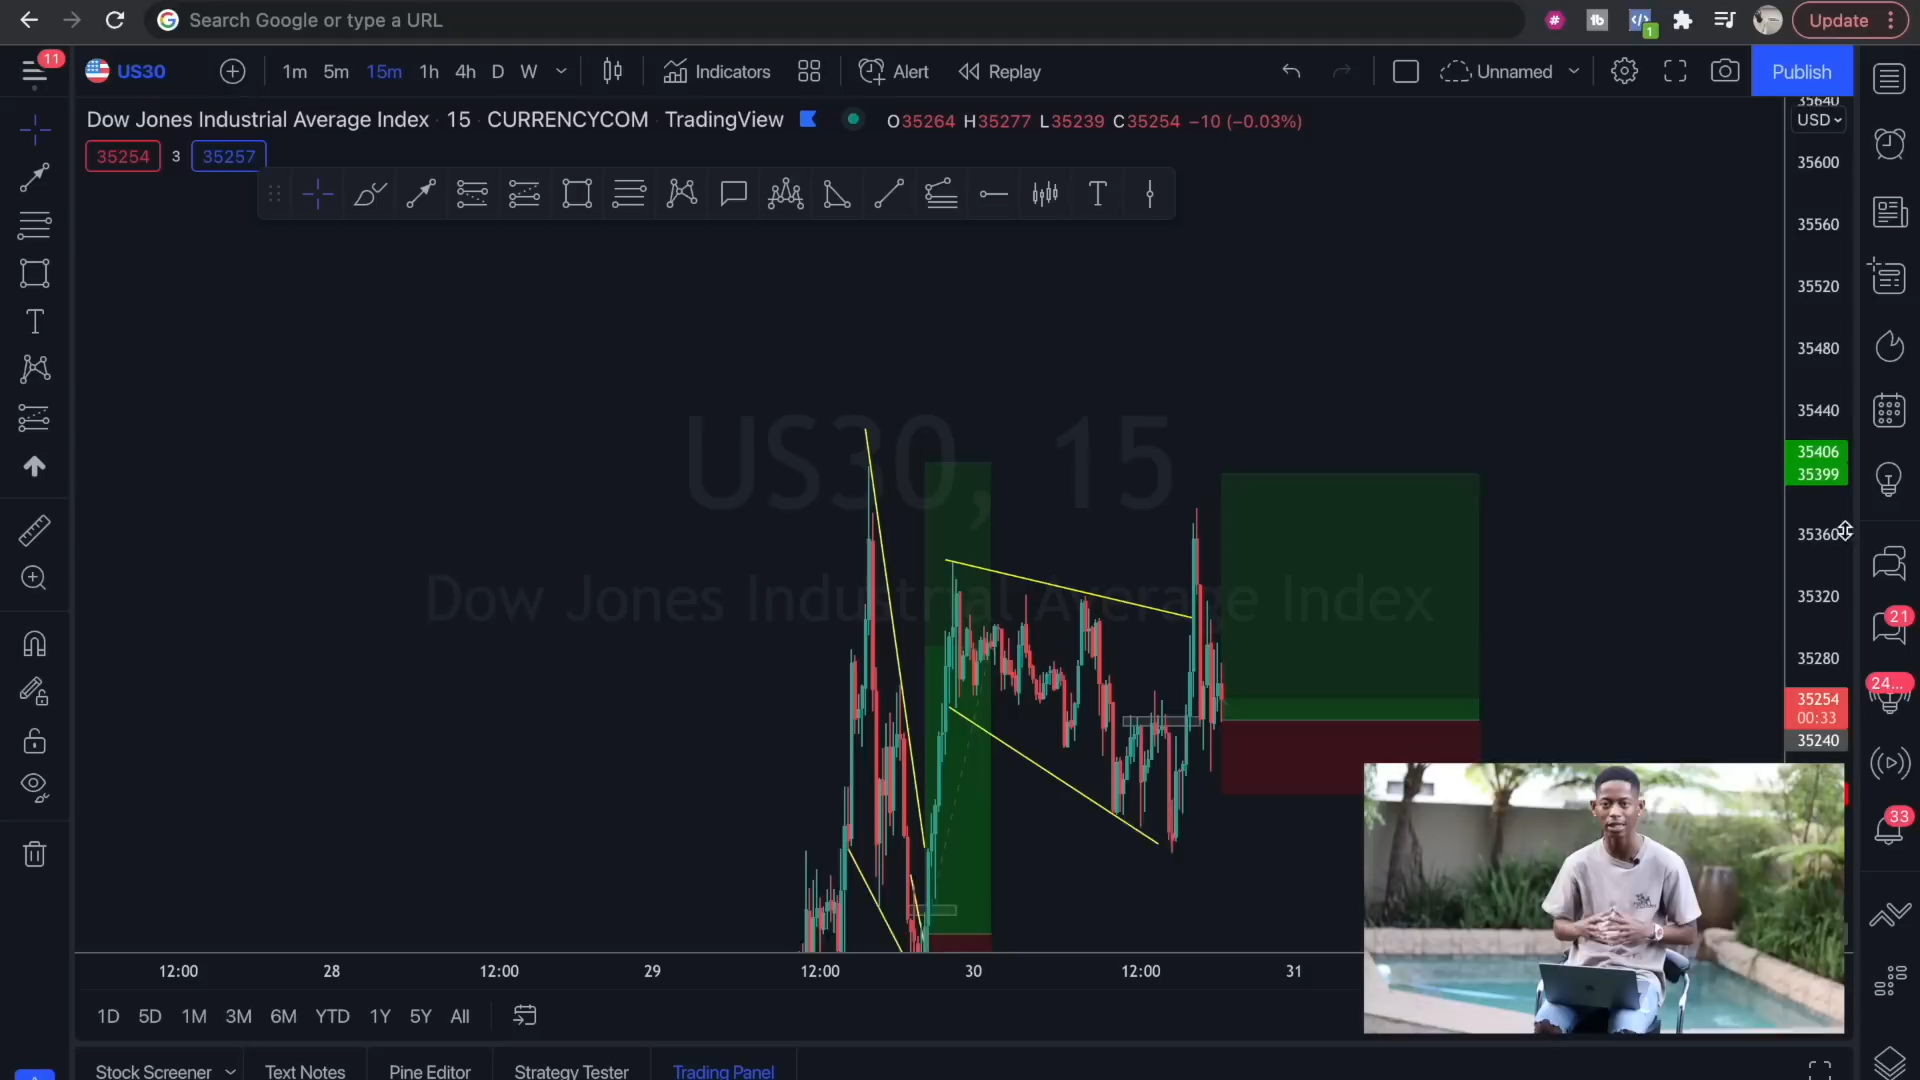 Search Google or type a URL
1
Update
11
US30
1m 5m 15m 1h 4h D W
Indicators
Alert
Replay
Unnamed
Publish
Dow Jones Industrial Average Index · 15 · CURRENCYCOM · TradingView
O35264 H35277 L35239 C35254 −10 (−0.03%)
35254 3 35257
35640
USD
35600
35560
35520
35480
35440
35406
35399
35360
35320
35280
35254
00:33
35240
US30, 15
Dow Jones Industrial Average Index
21
24...
33
12:00 28 12:00 29 12:00 30 12:00 31
1D 5D 1M 3M 6M YTD 1Y 5Y All
Stock Screener Text Notes Pine Editor Strategy Tester Trading Panel